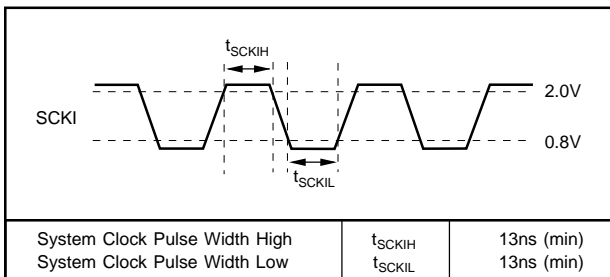 tSCKIH
2.0V
SCKI
0.8V
tSCKIL
System Clock Pulse Width High tSCKIH 13ns (min)
System Clock Pulse Width Low tSCKIL 13ns (min)